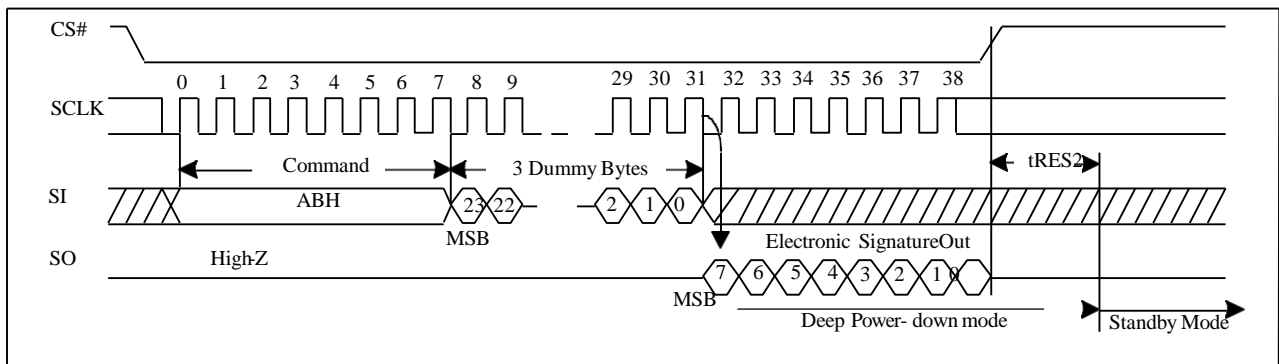 CS#
0 1 2 3 4 5 6 7 8 9 29 30 31 32 33 34 35 36 37 38
SCLK
Command 3 Dummy Bytes tRES2
SI ABH 23 22 2 1 0
MSB
SO High-Z Electronic SignatureOut
7 6 5 4 3 2 1 0
MSB
Deep Power- down mode Standby Mode